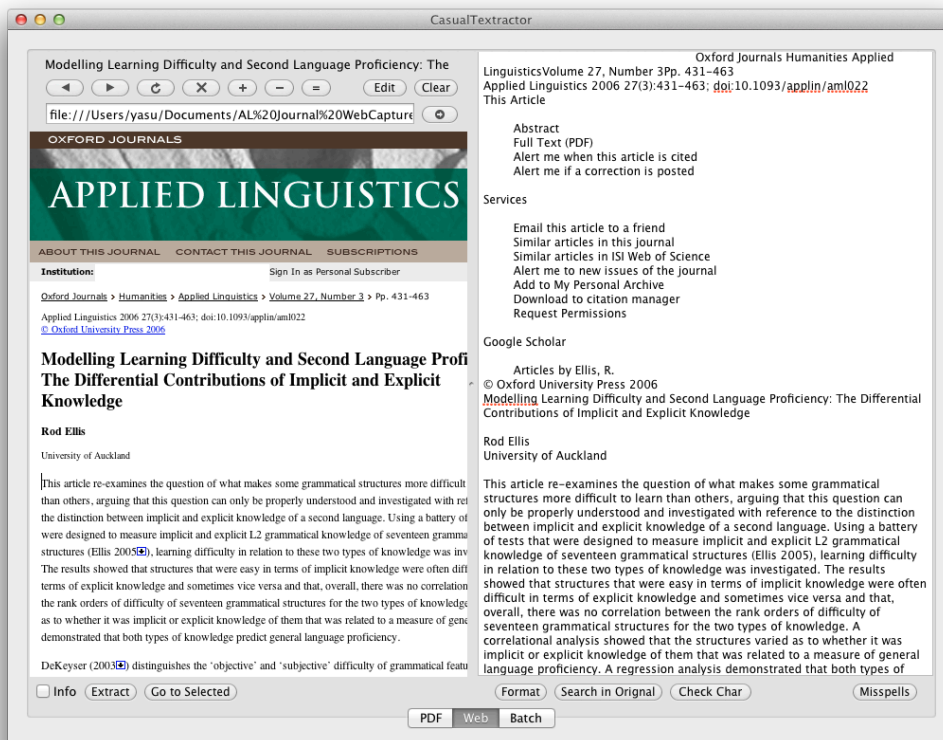 CasualTextractor
Modelling Learning Difficulty and Second Language Proficiency: The
Edit Clear
file:///Users/yasu/Documents/AL%20Journal%20WebCapture
OXFORD JOURNALS
APPLIED LINGUISTICS
ABOUT THIS JOURNAL CONTACT THIS JOURNAL SUBSCRIPTIONS
Institution: Sign In as Personal Subscriber
Oxford Journals > Humanities > Applied Linguistics > Volume 27, Number 3 > Pp. 431-463
Applied Linguistics 2006 27(3):431-463; doi:10.1093/applin/aml022
© Oxford University Press 2006
Modelling Learning Difficulty and Second Language Profi
The Differential Contributions of Implicit and Explicit
Knowledge
Rod Ellis
University of Auckland
This article re-examines the question of what makes some grammatical structures more difficult
than others, arguing that this question can only be properly understood and investigated with ref
the distinction between implicit and explicit knowledge of a second language. Using a battery of
were designed to measure implicit and explicit L2 grammatical knowledge of seventeen gramma
structures (Ellis 2005), learning difficulty in relation to these two types of knowledge was inv
The results showed that structures that were easy in terms of implicit knowledge were often diff
terms of explicit knowledge and sometimes vice versa and that, overall, there was no correlation
the rank orders of difficulty of seventeen grammatical structures for the two types of knowledge
as to whether it was implicit or explicit knowledge of them that was related to a measure of gene
demonstrated that both types of knowledge predict general language proficiency.
DeKeyser (2003) distinguishes the ‘objective’ and ‘subjective’ difficulty of grammatical featu
Info Extract Go to Selected
Oxford Journals Humanities Applied
LinguisticsVolume 27, Number 3Pp. 431-463
Applied Linguistics 2006 27(3):431-463; doi:10.1093/applin/aml022
This Article
Abstract
Full Text (PDF)
Alert me when this article is cited
Alert me if a correction is posted
Services
Email this article to a friend
Similar articles in this journal
Similar articles in ISI Web of Science
Alert me to new issues of the journal
Add to My Personal Archive
Download to citation manager
Request Permissions
Google Scholar
Articles by Ellis, R.
© Oxford University Press 2006
Modelling Learning Difficulty and Second Language Proficiency: The Differential
Contributions of Implicit and Explicit Knowledge
Rod Ellis
University of Auckland
This article re-examines the question of what makes some grammatical
structures more difficult to learn than others, arguing that this question can
only be properly understood and investigated with reference to the distinction
between implicit and explicit knowledge of a second language. Using a battery
of tests that were designed to measure implicit and explicit L2 grammatical
knowledge of seventeen grammatical structures (Ellis 2005), learning difficulty
in relation to these two types of knowledge was investigated. The results
showed that structures that were easy in terms of implicit knowledge were often
difficult in terms of explicit knowledge and sometimes vice versa and that,
overall, there was no correlation between the rank orders of difficulty of
seventeen grammatical structures for the two types of knowledge. A
correlational analysis showed that the structures varied as to whether it was
implicit or explicit knowledge of them that was related to a measure of general
language proficiency. A regression analysis demonstrated that both types of
Format Search in Orignal Check Char Misspells
PDF Web Batch